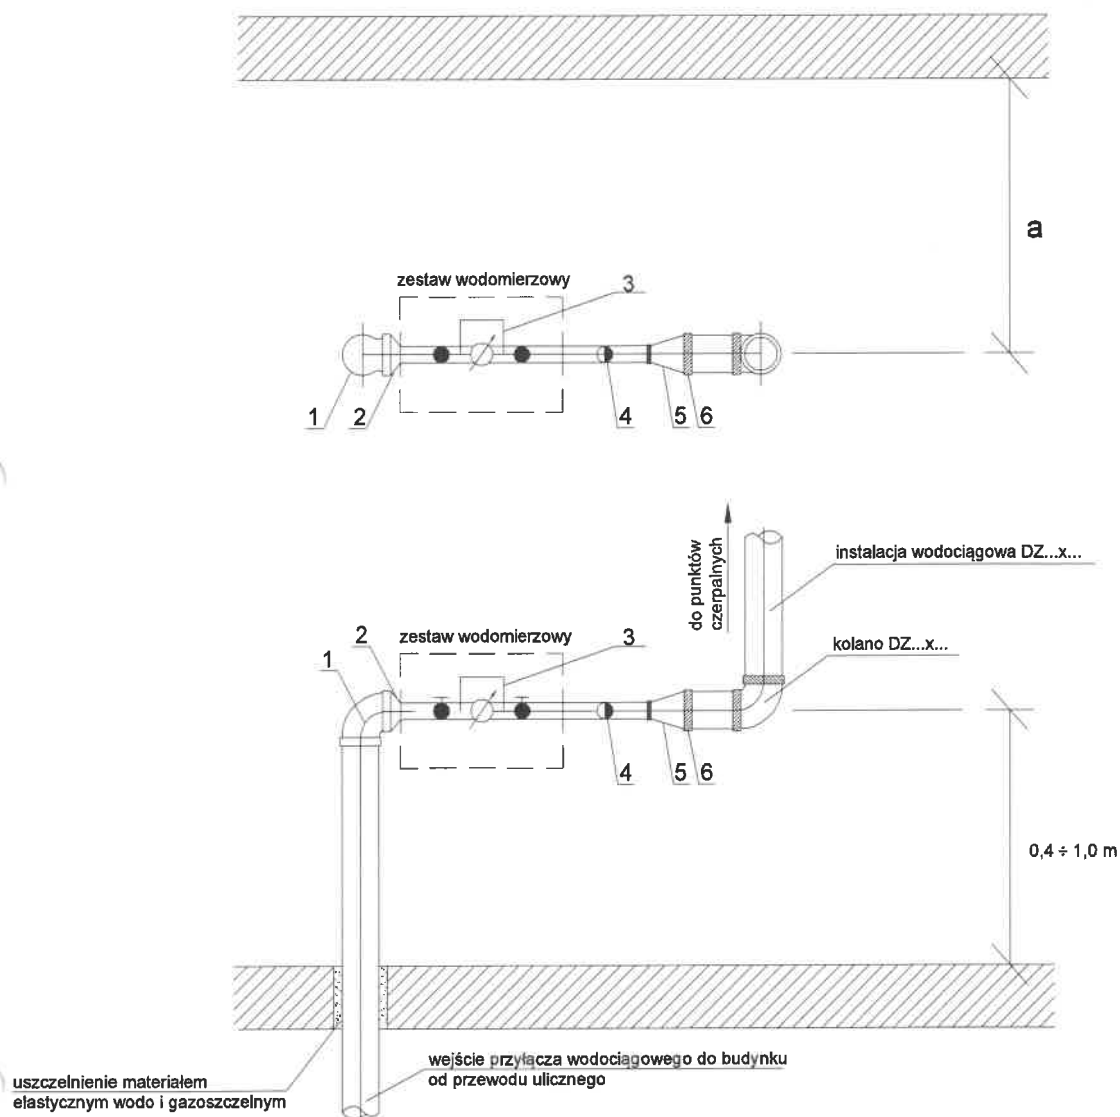 a
zestaw wodomierzowy
3
1
2
4
5
6
do punktów
czerpalnych
instalacja wodociągowa DZ...x...
kolano DZ...x...
2
zestaw wodomierzowy
3
1
4
5
6
0,4 ÷ 1,0 m
wejście przyłącza wodociągowego do budynku
od przewodu ulicznego
uszczelnienie materiałem
elastycznym wodo i gazoszczelnym